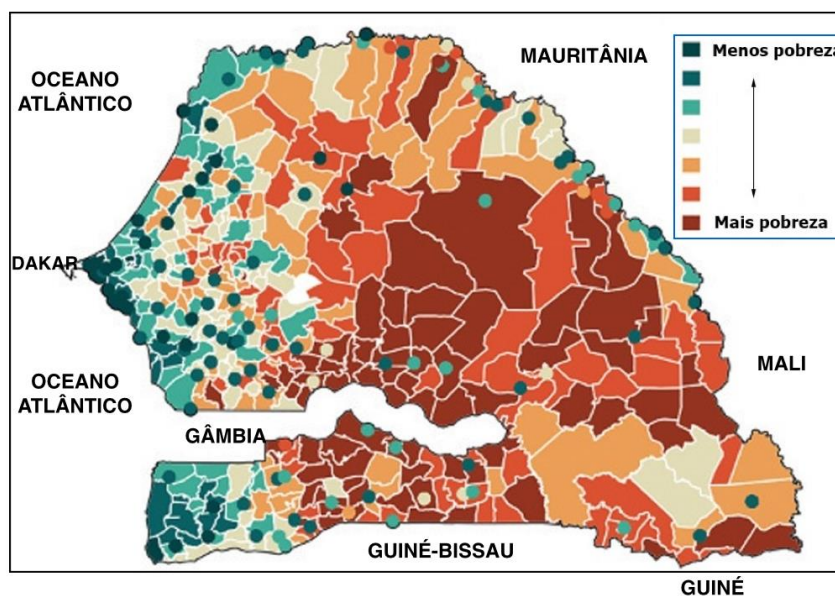 OCEANO
ATLÂNTICO
MAURITÂNIA
Menos pobreza
Mais pobreza
DAKAR
OCEANO
ATLÂNTICO
MALI
GÂMBIA
GUINÉ-BISSAU
GUINÉ